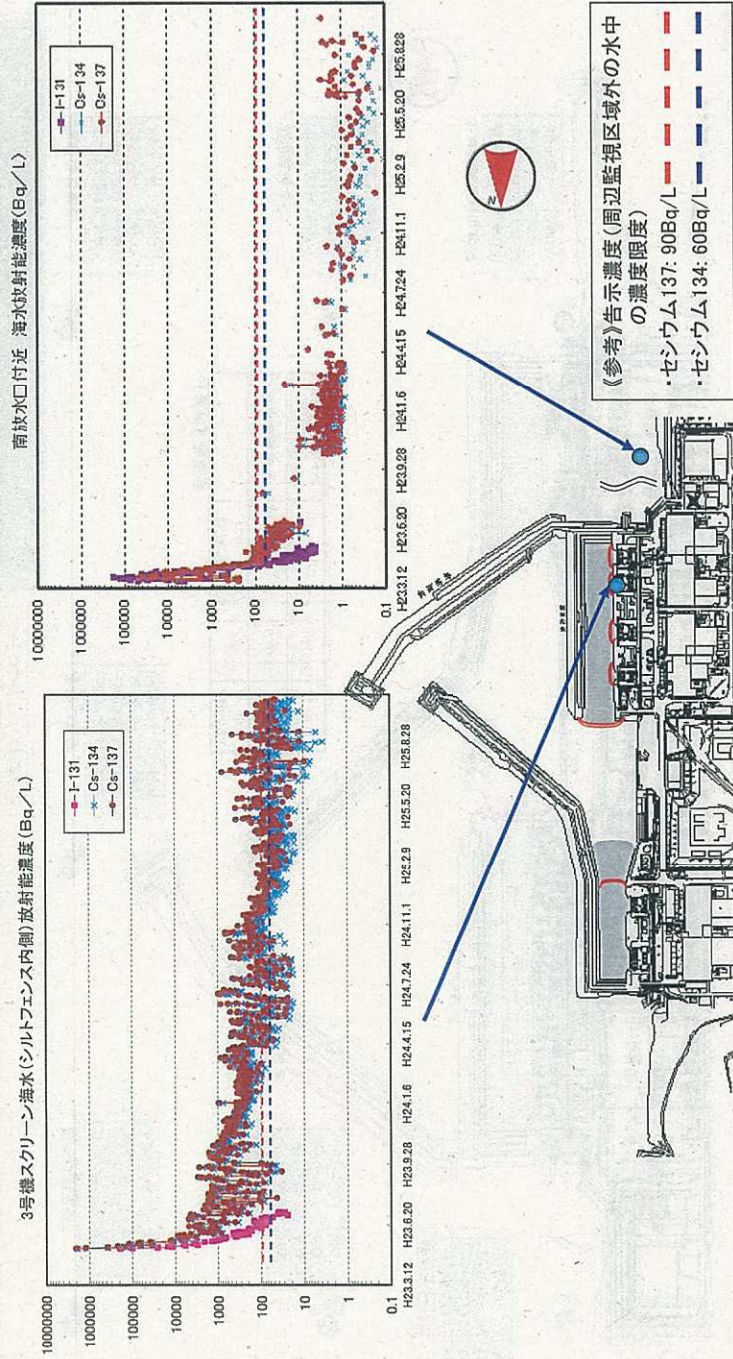 3号機スクリーン海水(シルトフェンス内側)放射能濃度(Bq/L)
10000000
1000000
100000
10000
1000
100
10
1
0.1
I-131
Cs-134
Cs-137
H23.3.12
H23.6.20
H23.9.28
H24.1.6
H24.4.15
H24.7.24
H24.11.1
H25.2.9
H25.5.20
H25.8.28
南放水口付近 海水放射能濃度(Bq/L)
10000000
1000000
100000
10000
1000
100
10
1
0.1
I-131
Cs-134
Cs-137
H23.3.12
H23.6.20
H23.9.28
H24.1.6
H24.4.15
H24.7.24
H24.11.1
H25.2.9
H25.5.20
H25.8.28
N
《参考》告示濃度(周辺監視区域外の水中
の濃度限度)
・セシウム137: 90Bq/L
・セシウム134: 60Bq/L